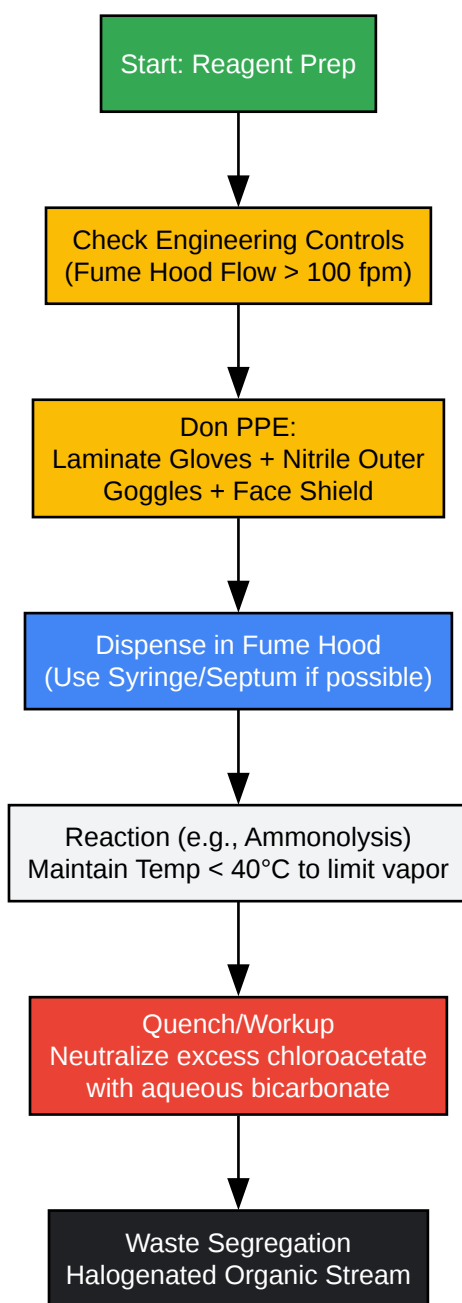 Start: Reagent Prep
Check Engineering Controls
(Fume Hood Flow > 100 fpm)
Don PPE:
Laminate Gloves + Nitrile Outer
Goggles + Face Shield
Dispense in Fume Hood
(Use Syringe/Septum if possible)
Reaction (e.g., Ammonolysis)
Maintain Temp < 40°C to limit vapor
Quench/Workup
Neutralize excess chloroacetate
with aqueous bicarbonate
Waste Segregation
Halogenated Organic Stream